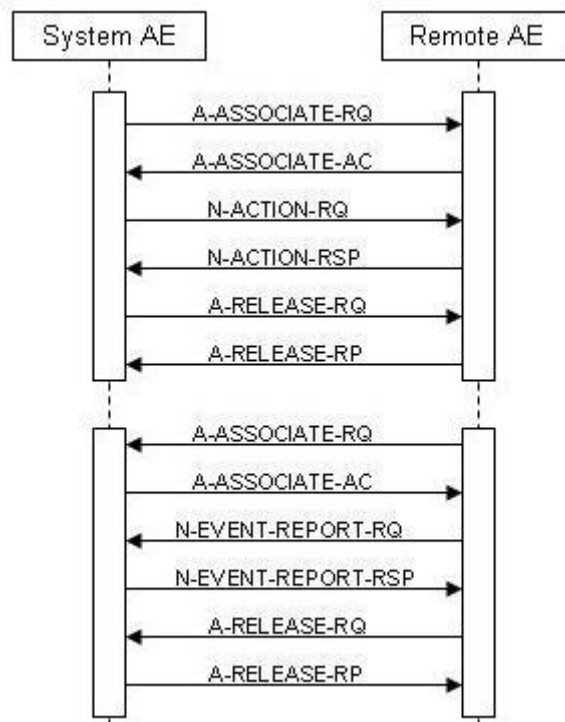 System AE
Remote AE
A-ASSOCIATE-RQ
A-ASSOCIATE-AC
N-ACTION-RQ
N-ACTION-RSP
A-RELEASE-RQ
A-RELEASE-RP
A-ASSOCIATE-RQ
A-ASSOCIATE-AC
N-EVENT-REPORT-RQ
N-EVENT-REPORT-RSP
A-RELEASE-RQ
A-RELEASE-RP